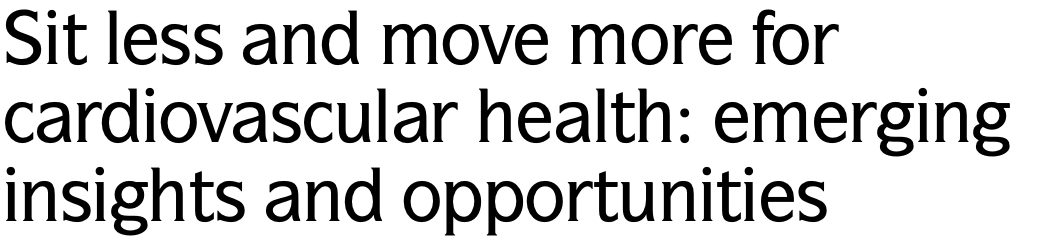 Sit less and move more for
cardiovascular health: emerging
insights and opportunities